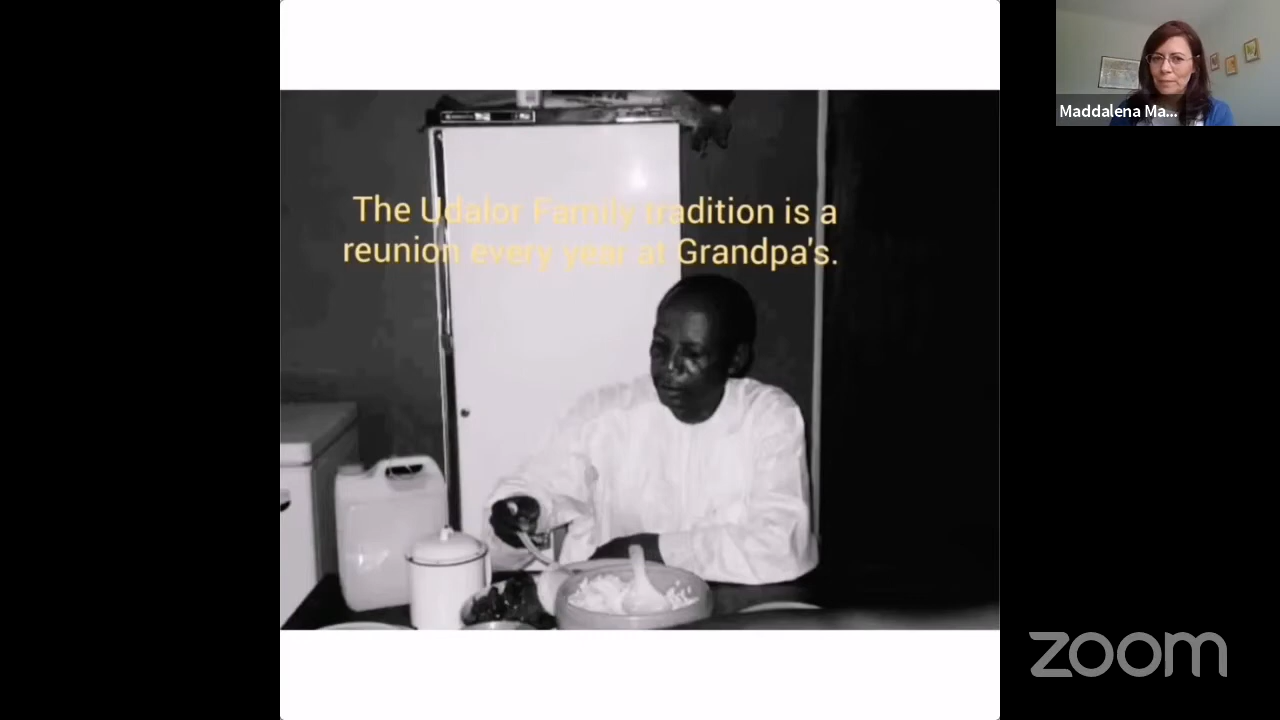 The Udalor Family tradition is a
reunion every year at Grandpa's.
Maddalena Ma...
zoom